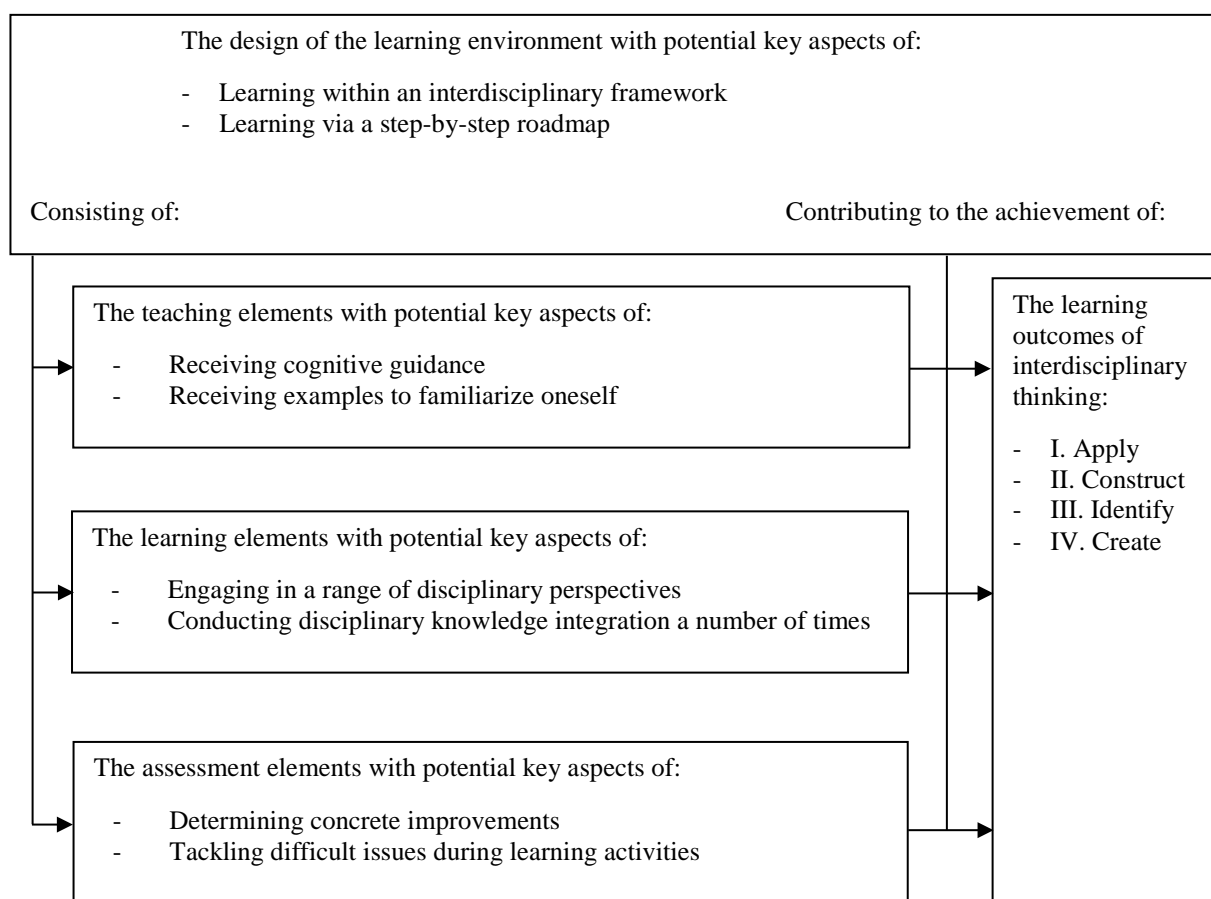 The design of the learning environment with potential key aspects of:
- Learning within an interdisciplinary framework
- Learning via a step-by-step roadmap
Consisting of:
Contributing to the achievement of:
The teaching elements with potential key aspects of:
- Receiving cognitive guidance
- Receiving examples to familiarize oneself
The learning elements with potential key aspects of:
- Engaging in a range of disciplinary perspectives
- Conducting disciplinary knowledge integration a number of times
The assessment elements with potential key aspects of:
- Determining concrete improvements
- Tackling difficult issues during learning activities
The learning
outcomes of
interdisciplinary
thinking:
- I. Apply
- II. Construct
- III. Identify
- IV. Create